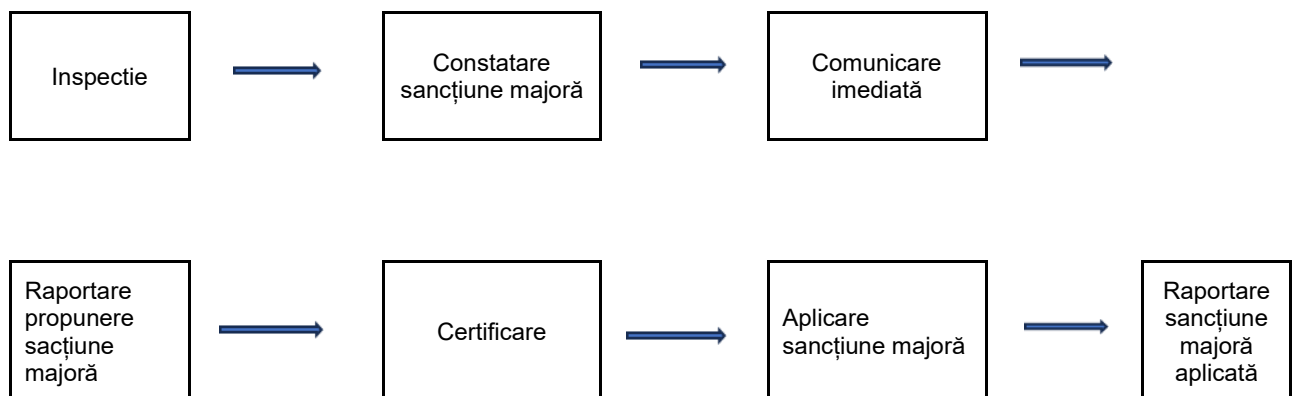 Inspectie
Constatare
sancțiune majoră
Comunicare
imediată
Raportare
propunere
sacțiune
majoră
Certificare
Aplicare
sancțiune majoră
Raportare
sancțiune
majoră
aplicată